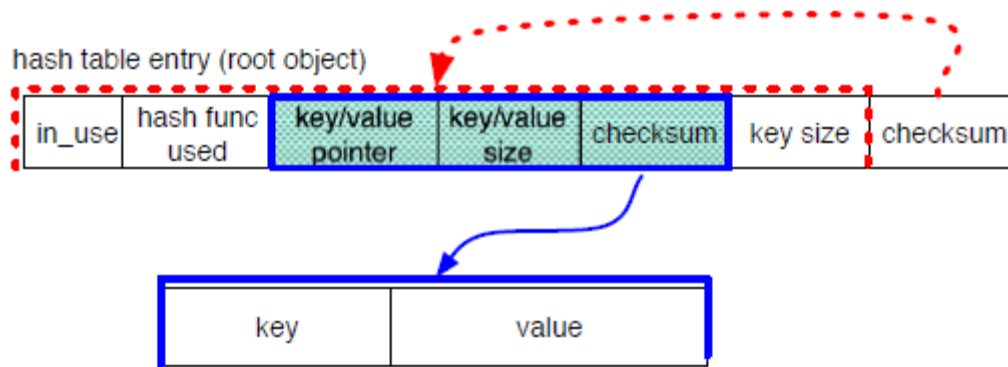 hash table entry (root object)
in_use hash func key/value key/value checksum key size checksum
used pointer size
key value